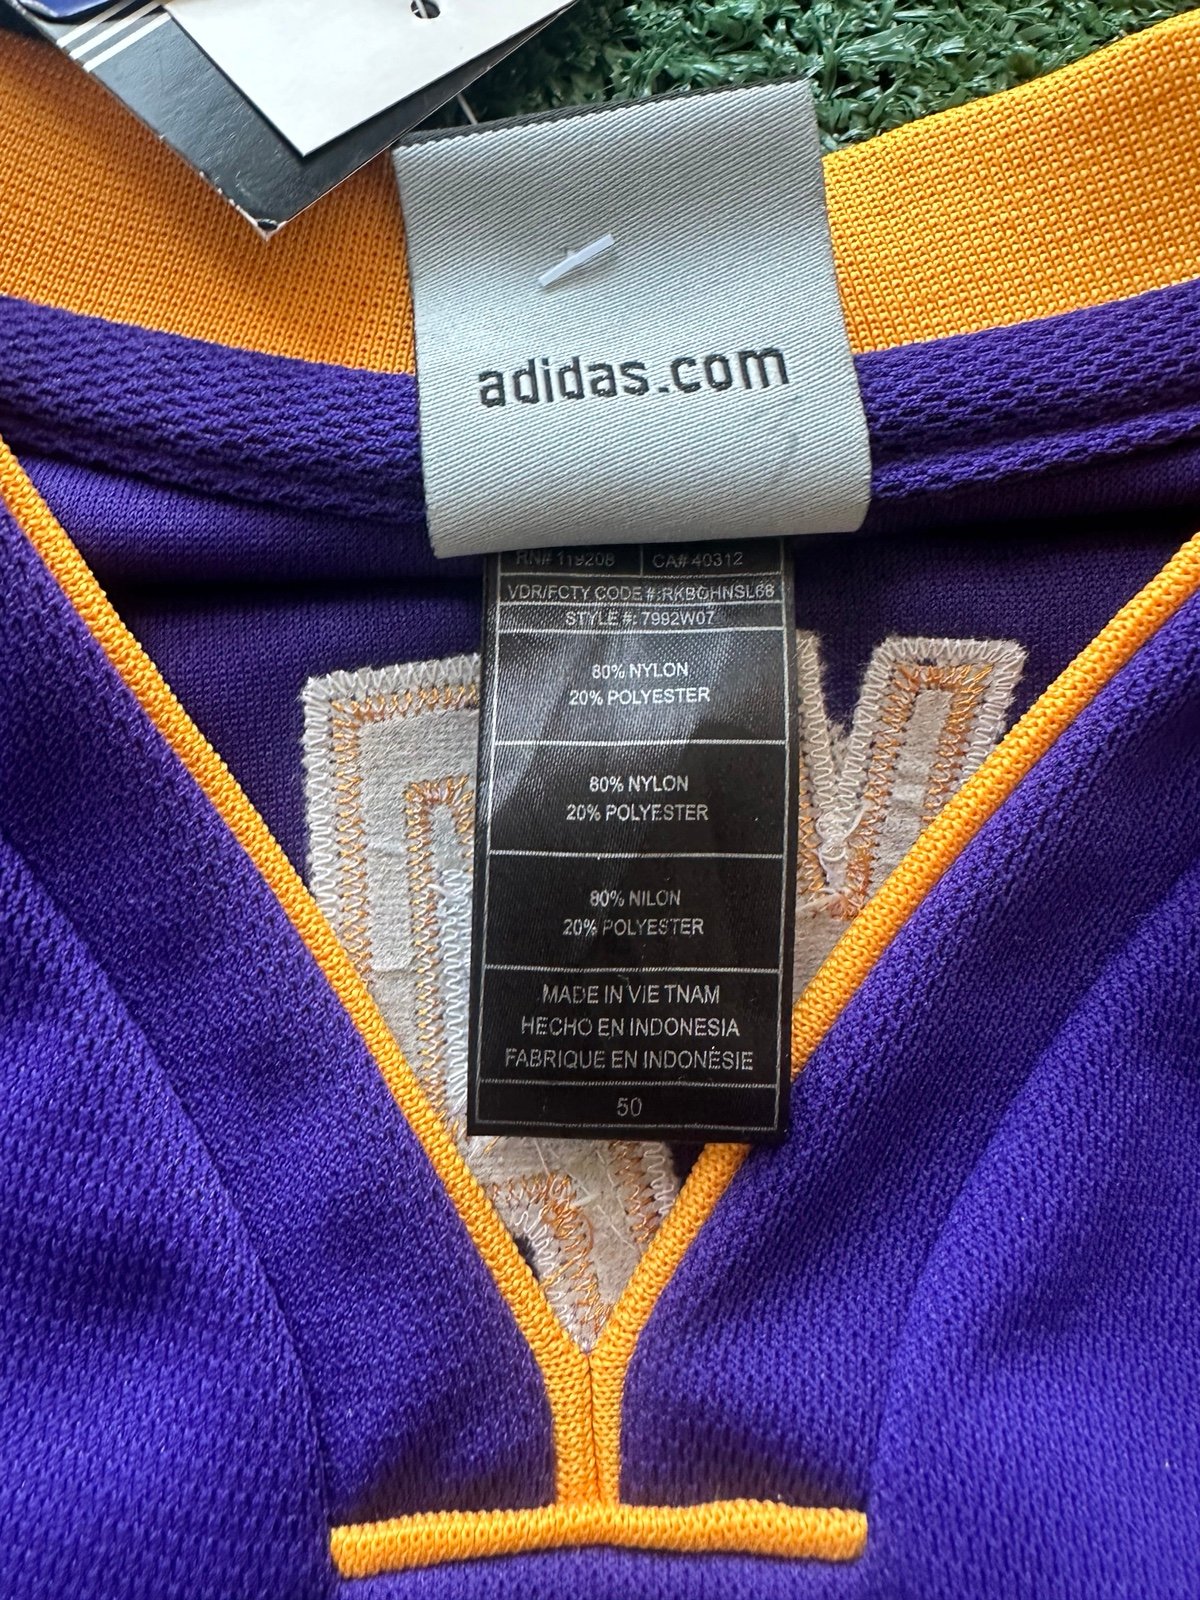 adidas.com
RN# 119208 CA# 40312
VDR/FCTY CODE #:RKBGHNSL68
STYLE #: 7992W07
80% NYLON
20% POLYESTER
80% NYLON
20% POLYESTER
80% NILON
20% POLYESTER
MADE IN VIE TNAM
HECHO EN INDONESIA
FABRIQUE EN INDONÉSIE
50